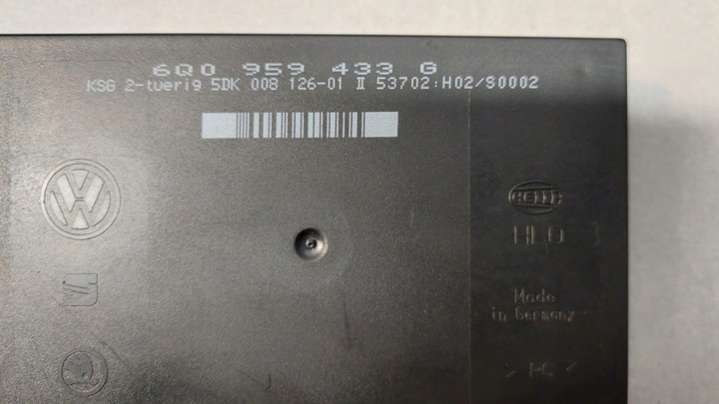 6Q0 959 433 G
KSG 2-tuerig 5DK 008 126-01 II 53702:H02/S0002
HELLA
HLO
Made
in Germany
> PC <